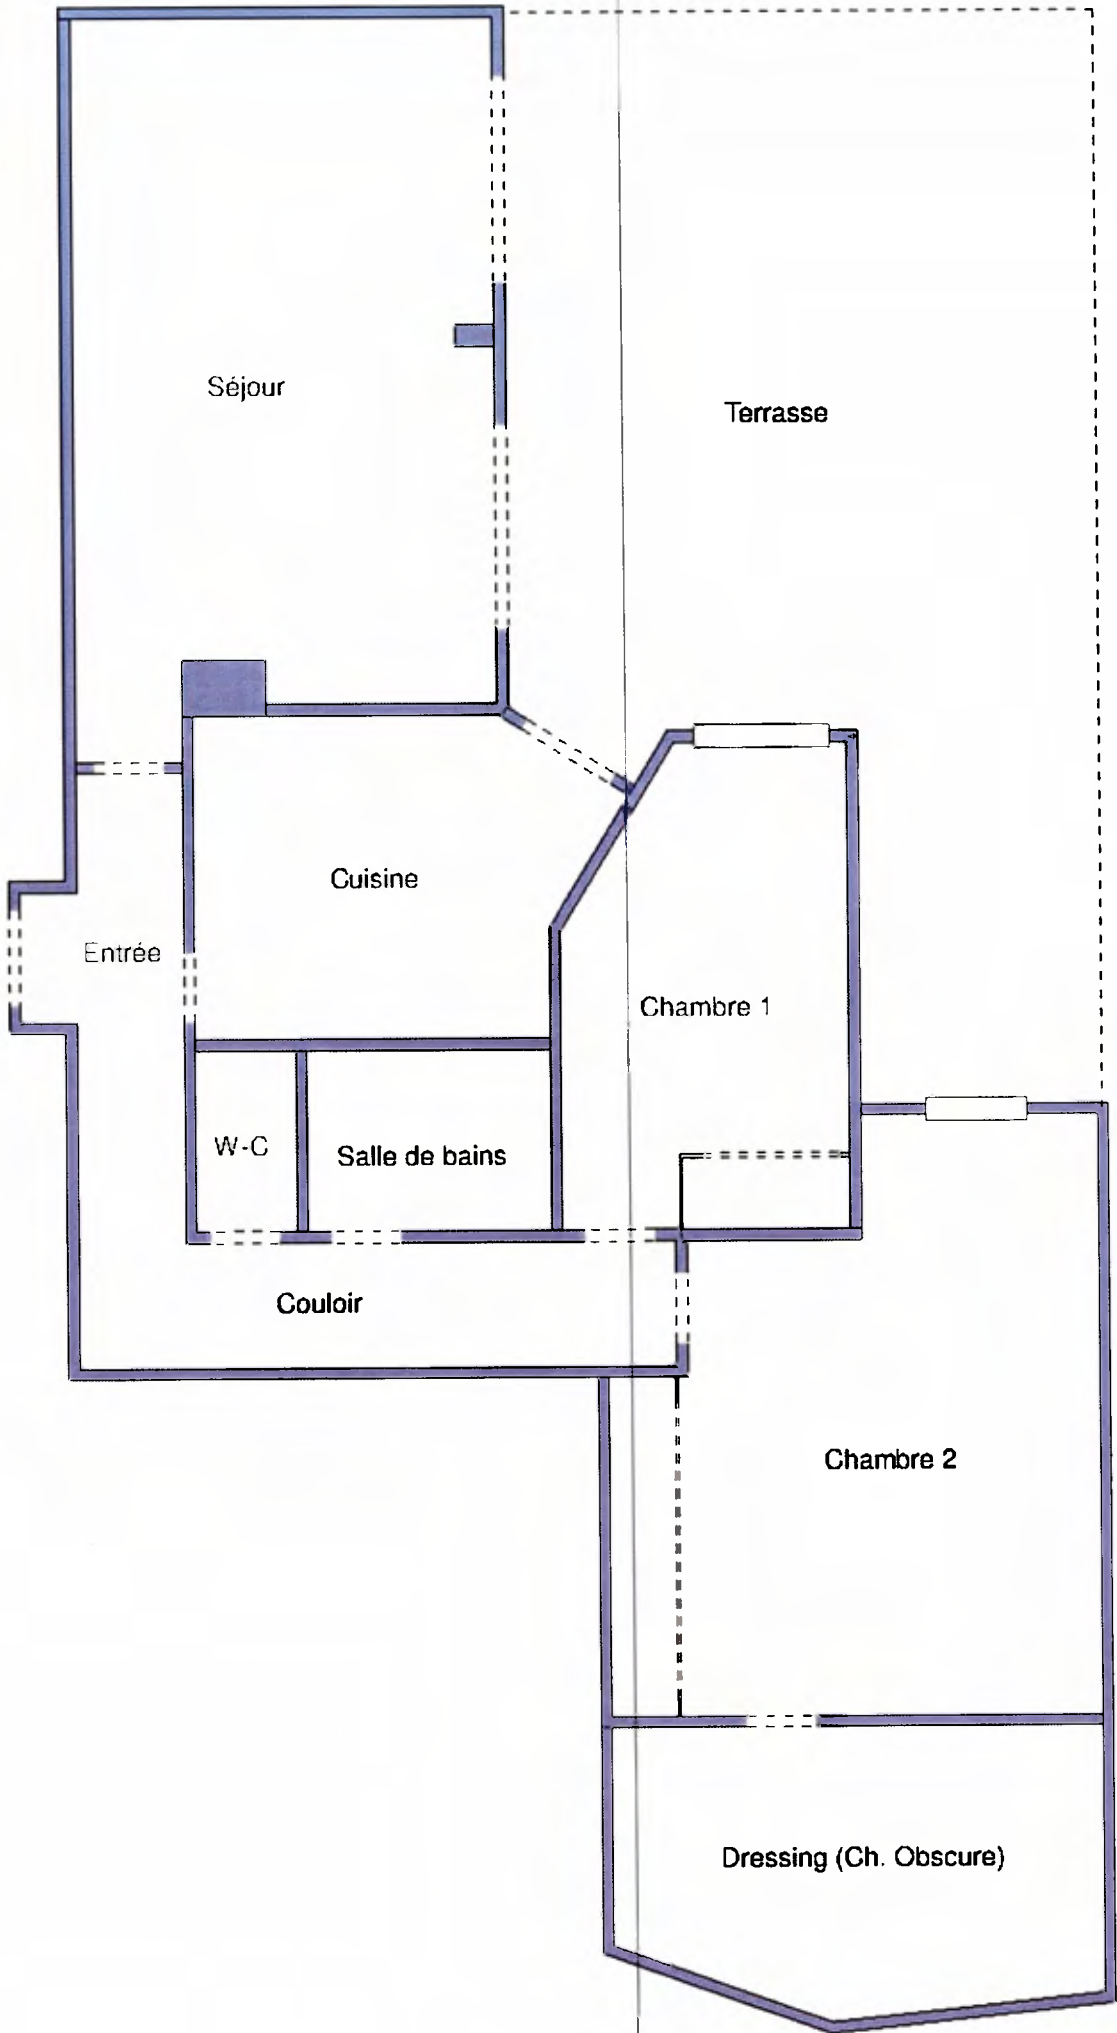 Séjour
Terrasse
Cuisine
Entrée
Chambre 1
W-C
Salle de bains
Couloir
Chambre 2
Dressing (Ch. Obscure)